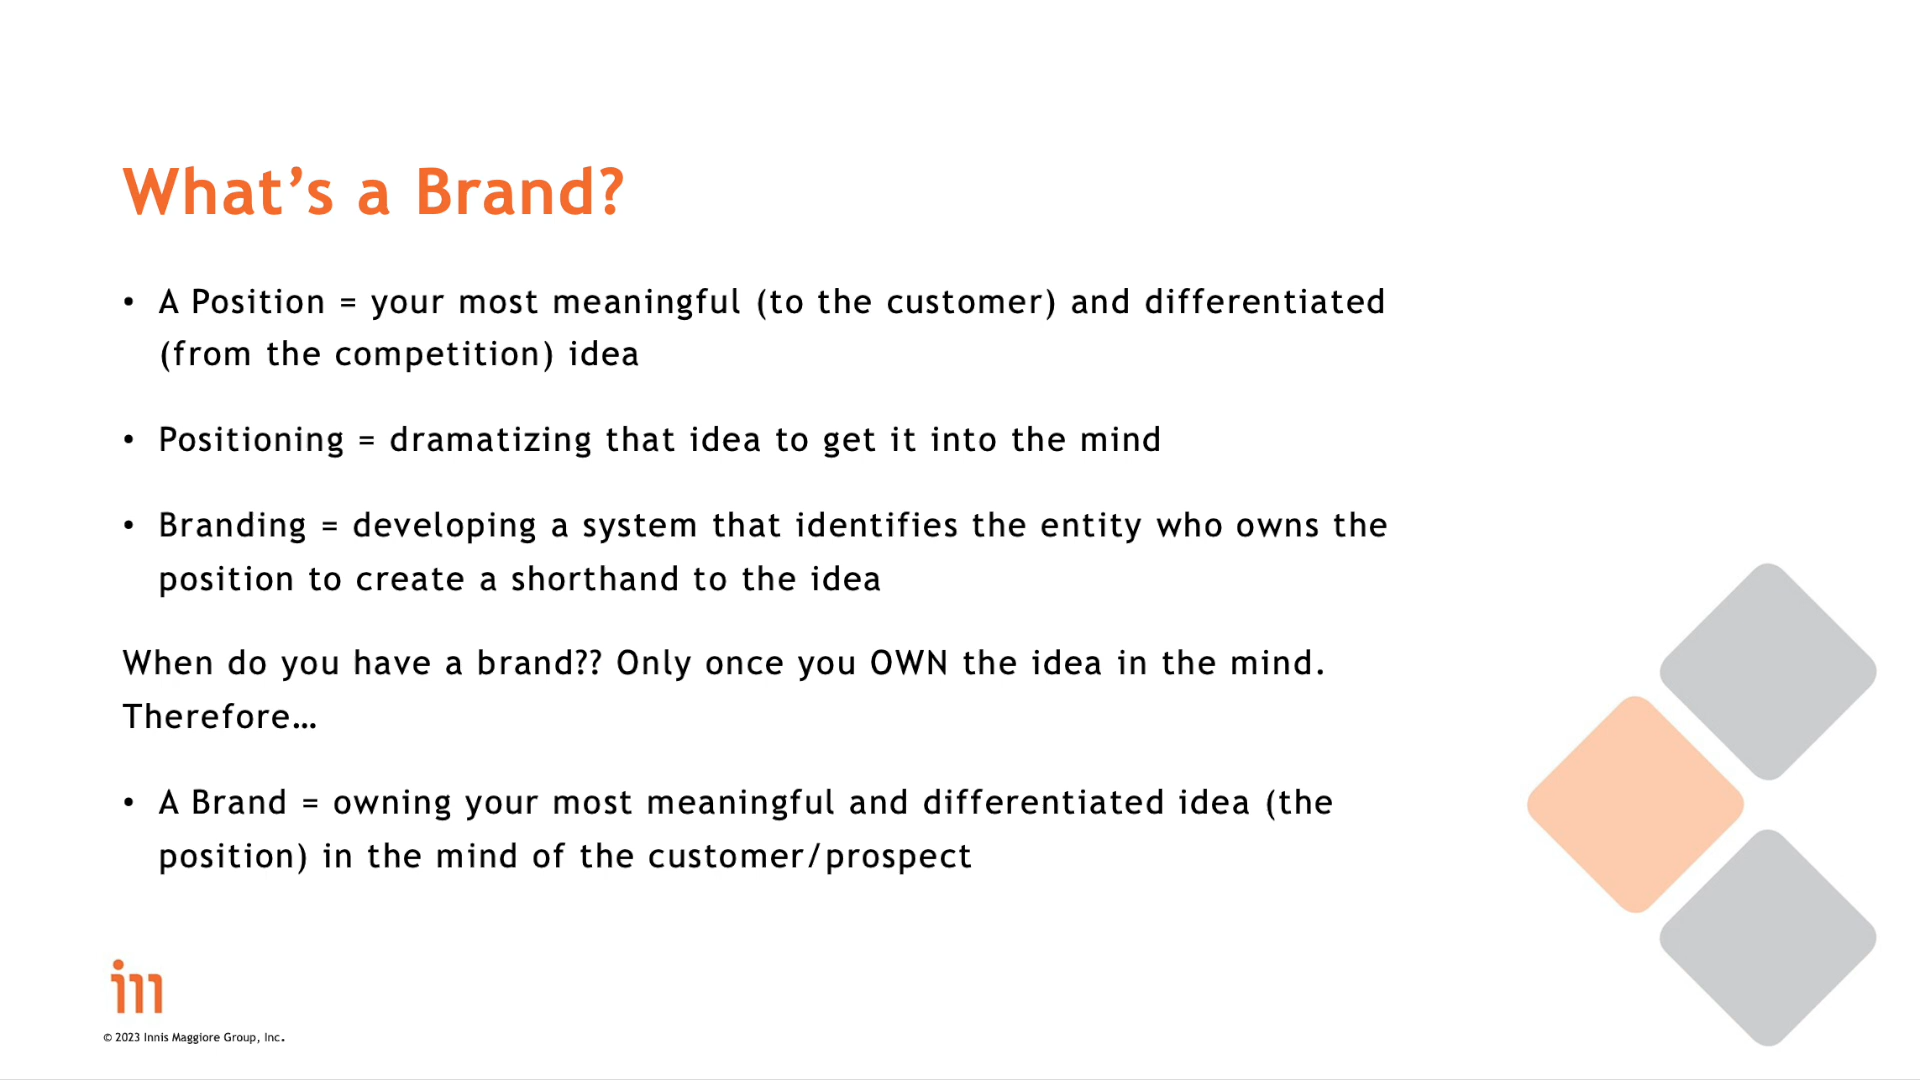 What’s a Brand?
• A Position = your most meaningful (to the customer) and differentiated
(from the competition) idea
• Positioning = dramatizing that idea to get it into the mind
• Branding = developing a system that identifies the entity who owns the
position to create a shorthand to the idea
When do you have a brand?? Only once you OWN the idea in the mind.
Therefore…
• A Brand = owning your most meaningful and differentiated idea (the
position) in the mind of the customer/prospect
im
© 2023 Innis Maggiore Group, Inc.